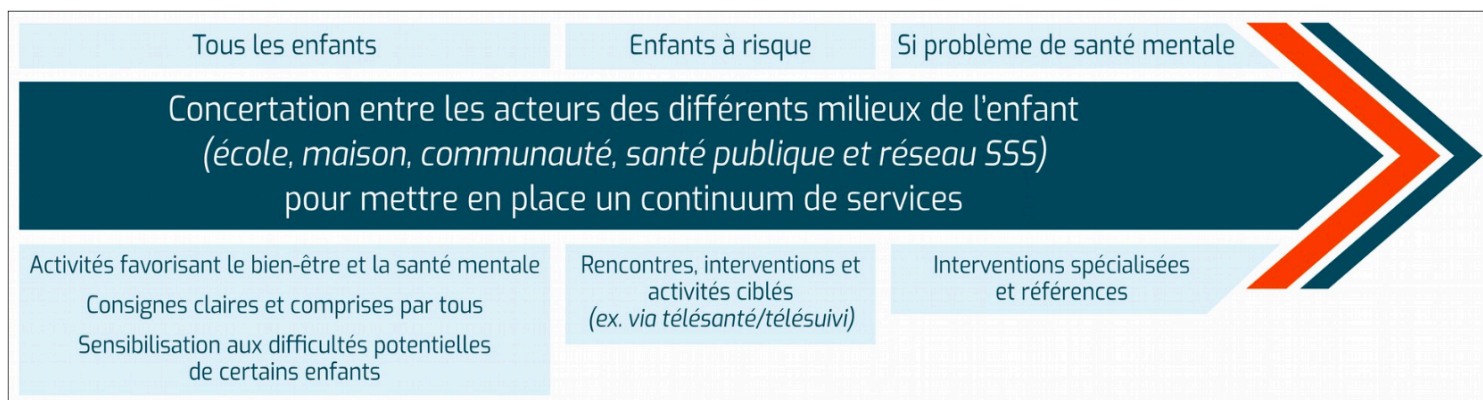 Tous les enfants
Enfants à risque
Si problème de santé mentale
Concertation entre les acteurs des différents milieux de l'enfant
(école, maison, communauté, santé publique et réseau SSS)
pour mettre en place un continuum de services
Activités favorisant le bien-être et la santé mentale
Consignes claires et comprises par tous
Sensibilisation aux difficultés potentielles
de certains enfants
Rencontres, interventions et
activités ciblés
(ex. via télésanté/télésuivi)
Interventions spécialisées
et références